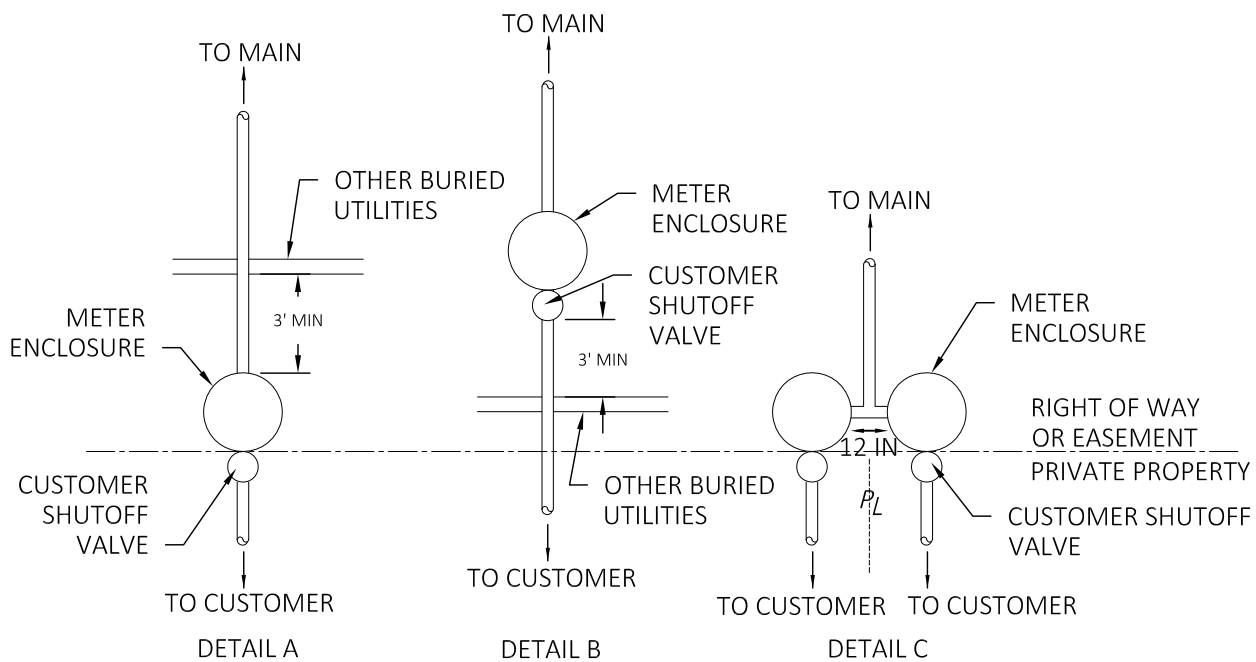 TO MAIN
OTHER BURIED
UTILITIES
3' MIN
METER
ENCLOSURE
CUSTOMER
SHUTOFF
VALVE
TO CUSTOMER
DETAIL A
TO MAIN
METER
ENCLOSURE
CUSTOMER
SHUTOFF
VALVE
3' MIN
OTHER BURIED
UTILITIES
TO CUSTOMER
DETAIL B
TO MAIN
METER
ENCLOSURE
RIGHT OF WAY
OR EASEMENT
12 IN
PRIVATE PROPERTY
PL
CUSTOMER SHUTOFF
VALVE
TO CUSTOMER
TO CUSTOMER
DETAIL C